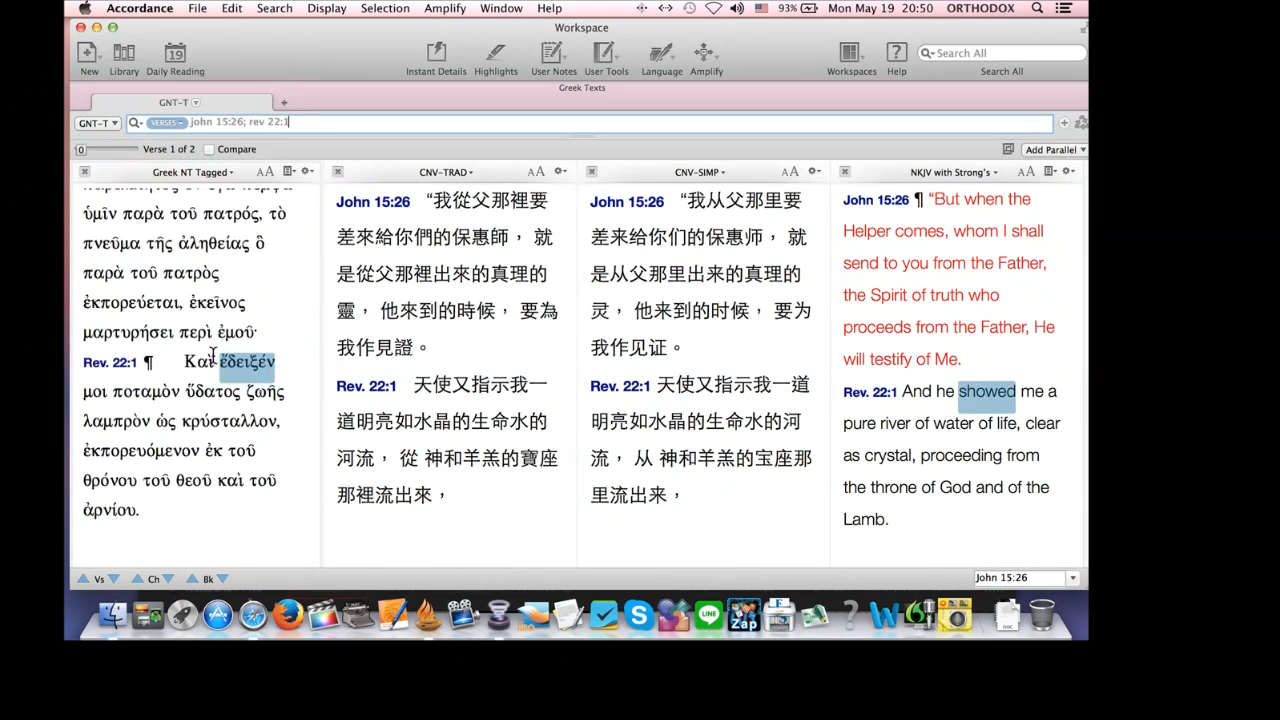 Accordance File Edit Search Display Selection Amplify Window Help 93% Mon May 19 20:50 ORTHODOX
Workspace
New Library 19 Daily Reading Instant Details Highlights User Notes User Tools Language Amplify Workspaces ? Help Search All
Search All
Greek Texts
GNT-T +
GNT-T VERSES john 15:26; rev 22:1
0 Verse 1 of 2 Compare Add Parallel
Greek NT Tagged AA
ὑμῖν παρὰ τοῦ πατρός, τὸ
πνεῦμα τῆς ἀληθείας ὃ
παρὰ τοῦ πατρὸς
ἐκπορεύεται, ἐκεῖνος
μαρτυρήσει περὶ ἐμοῦ·
Rev. 22:1 ¶ Καὶ ἔδειξέν
μοι ποταμὸν ὕδατος ζωῆς
λαμπρὸν ὡς κρύσταλλον,
ἐκπορευόμενον ἐκ τοῦ
θρόνου τοῦ θεοῦ καὶ τοῦ
ἀρνίου.
CNV-TRAD AA
John 15:26 “我從父那裡要
差來給你們的保惠師，就
是從父那裡出來的真理的
靈，他來到的時候，要為
我作見證。
Rev. 22:1 天使又指示我一
道明亮如水晶的生命水的
河流，從 神和羊羔的寶座
那裡流出來，
CNV-SIMP AA
John 15:26 “我从父那里要
差来给你们的保惠师，就
是从父那里出来的真理的
灵，他来到的时候，要为
我作见证。
Rev. 22:1 天使又指示我一道
明亮如水晶的生命水的河
流，从 神和羊羔的宝座那
里流出来，
NKJV with Strong's AA
John 15:26 ¶ “But when the
Helper comes, whom I shall
send to you from the Father,
the Spirit of truth who
proceeds from the Father, He
will testify of Me.
Rev. 22:1 And he showed me a
pure river of water of life, clear
as crystal, proceeding from
the throne of God and of the
Lamb.
Vs Ch Bk John 15:26
LINE Zap F ? W DOC